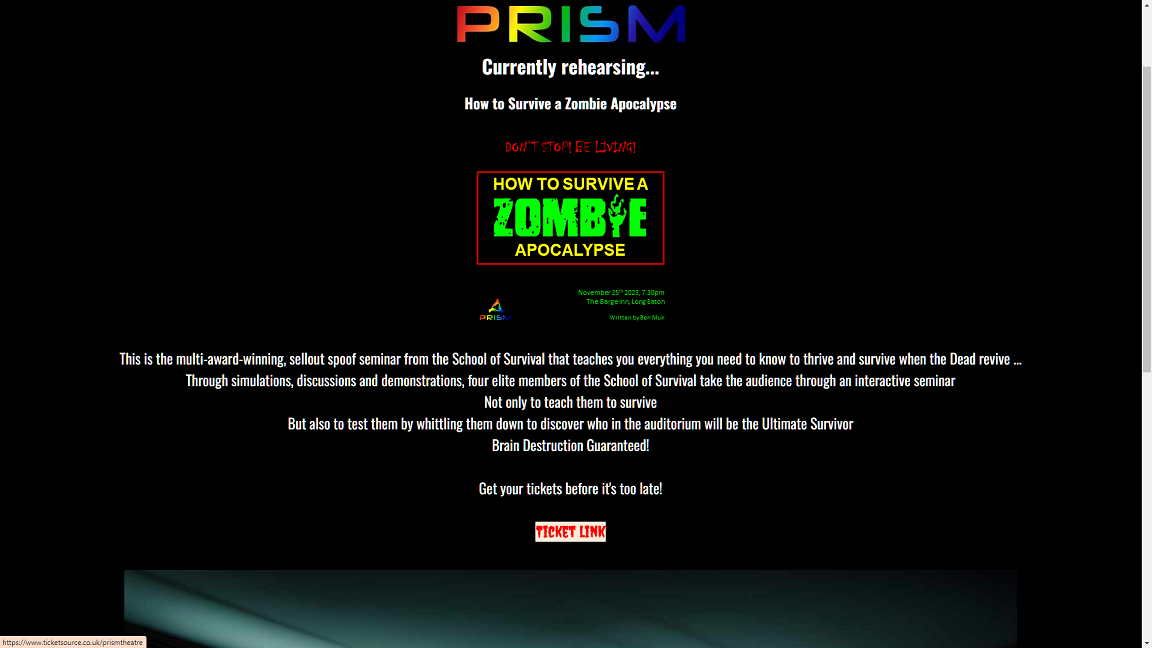 PRISM
Currently rehearsing...
How to Survive a Zombie Apocalypse
DON'T STOP! BE LIVING!
HOW TO SURVIVE A
ZOMBIE
APOCALYPSE
November 25th 2023, 7.30pm
The Barge Inn, Long Eaton
PRISM
Written by Ben Muir
This is the multi-award-winning, sellout spoof seminar from the School of Survival that teaches you everything you need to know to thrive and survive when the Dead revive ...
Through simulations, discussions and demonstrations, four elite members of the School of Survival take the audience through an interactive seminar
Not only to teach them to survive
But also to test them by whittling them down to discover who in the auditorium will be the Ultimate Survivor
Brain Destruction Guaranteed!
Get your tickets before it's too late!
TICKET LINK
https://www.ticketsource.co.uk/prismtheatre